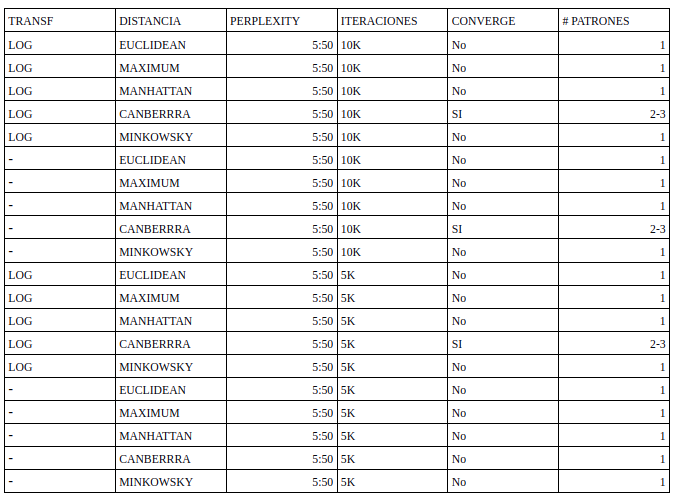 TRANSF DISTANCIA PERPLEXITY ITERACIONES CONVERGE # PATRONES
LOG EUCLIDEAN 5:50 10K No 1
LOG MAXIMUM 5:50 10K No 1
LOG MANHATTAN 5:50 10K No 1
LOG CANBERRRA 5:50 10K SI 2-3
LOG MINKOWSKY 5:50 10K No 1
- EUCLIDEAN 5:50 10K No 1
- MAXIMUM 5:50 10K No 1
- MANHATTAN 5:50 10K No 1
- CANBERRRA 5:50 10K SI 2-3
- MINKOWSKY 5:50 10K No 1
LOG EUCLIDEAN 5:50 5K No 1
LOG MAXIMUM 5:50 5K No 1
LOG MANHATTAN 5:50 5K No 1
LOG CANBERRRA 5:50 5K SI 2-3
LOG MINKOWSKY 5:50 5K No 1
- EUCLIDEAN 5:50 5K No 1
- MAXIMUM 5:50 5K No 1
- MANHATTAN 5:50 5K No 1
- CANBERRRA 5:50 5K No 1
- MINKOWSKY 5:50 5K No 1